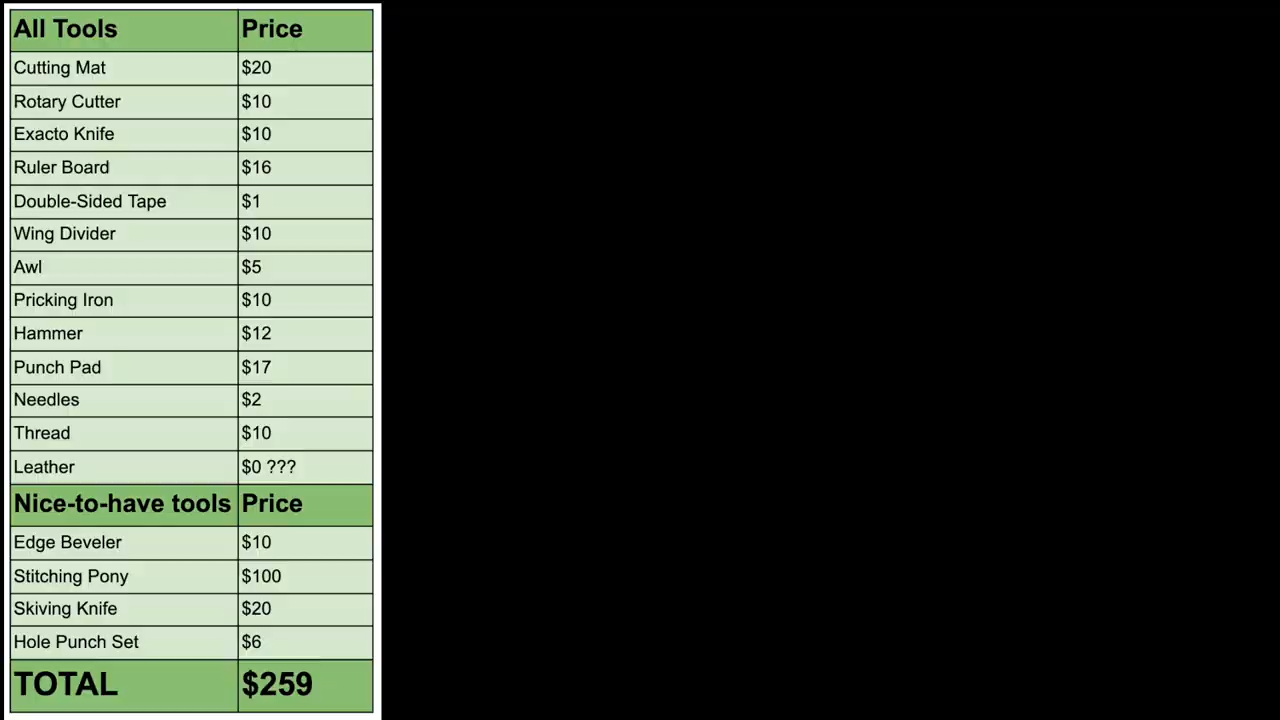 All Tools Price
Cutting Mat $20
Rotary Cutter $10
Exacto Knife $10
Ruler Board $16
Double-Sided Tape $1
Wing Divider $10
Awl $5
Pricking Iron $10
Hammer $12
Punch Pad $17
Needles $2
Thread $10
Leather $0 ???
Nice-to-have tools Price
Edge Beveler $10
Stitching Pony $100
Skiving Knife $20
Hole Punch Set $6
TOTAL $259